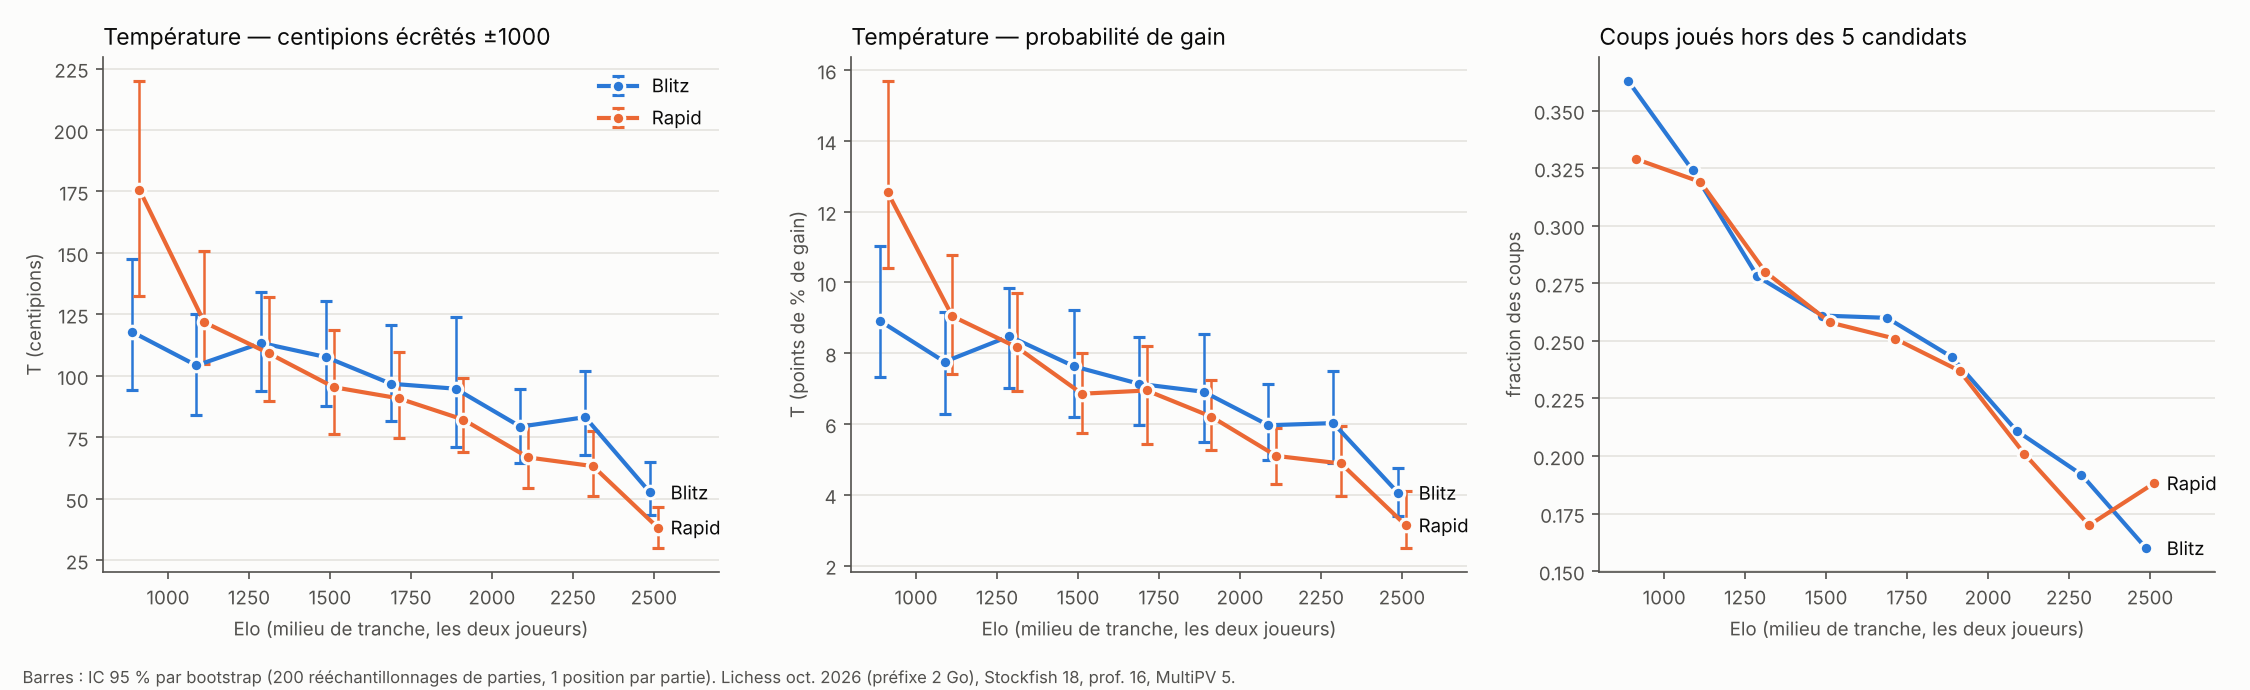 Température — centipions écrêtés ±1000
225
200
175
150
125
100
75
50
25
T (centipions)
Blitz
Rapid
Blitz
Rapid
1000 1250 1500 1750 2000 2250 2500
Elo (milieu de tranche, les deux joueurs)
Température — probabilité de gain
16
14
12
10
8
6
4
2
T (points de % de gain)
Blitz
Rapid
1000 1250 1500 1750 2000 2250 2500
Elo (milieu de tranche, les deux joueurs)
Coups joués hors des 5 candidats
0.350
0.325
0.300
0.275
0.250
0.225
0.200
0.175
0.150
fraction des coups
Rapid
Blitz
1000 1250 1500 1750 2000 2250 2500
Elo (milieu de tranche, les deux joueurs)
Barres : IC 95 % par bootstrap (200 rééchantillonnages de parties, 1 position par partie). Lichess oct. 2026 (préfixe 2 Go), Stockfish 18, prof. 16, MultiPV 5.